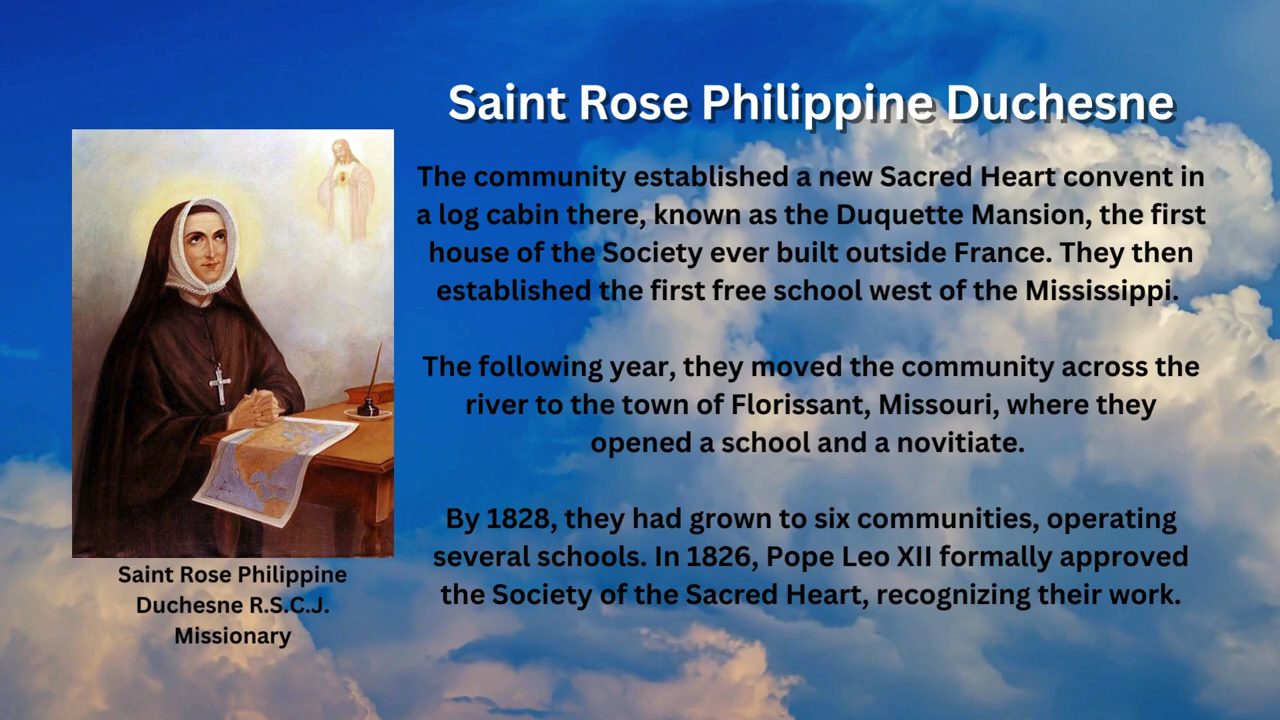 Saint Rose Philippine Duchesne
The community established a new Sacred Heart convent in
a log cabin there, known as the Duquette Mansion, the first
house of the Society ever built outside France. They then
established the first free school west of the Mississippi.
The following year, they moved the community across the
river to the town of Florissant, Missouri, where they
opened a school and a novitiate.
By 1828, they had grown to six communities, operating
several schools. In 1826, Pope Leo XII formally approved
the Society of the Sacred Heart, recognizing their work.
Saint Rose Philippine
Duchesne R.S.C.J.
Missionary